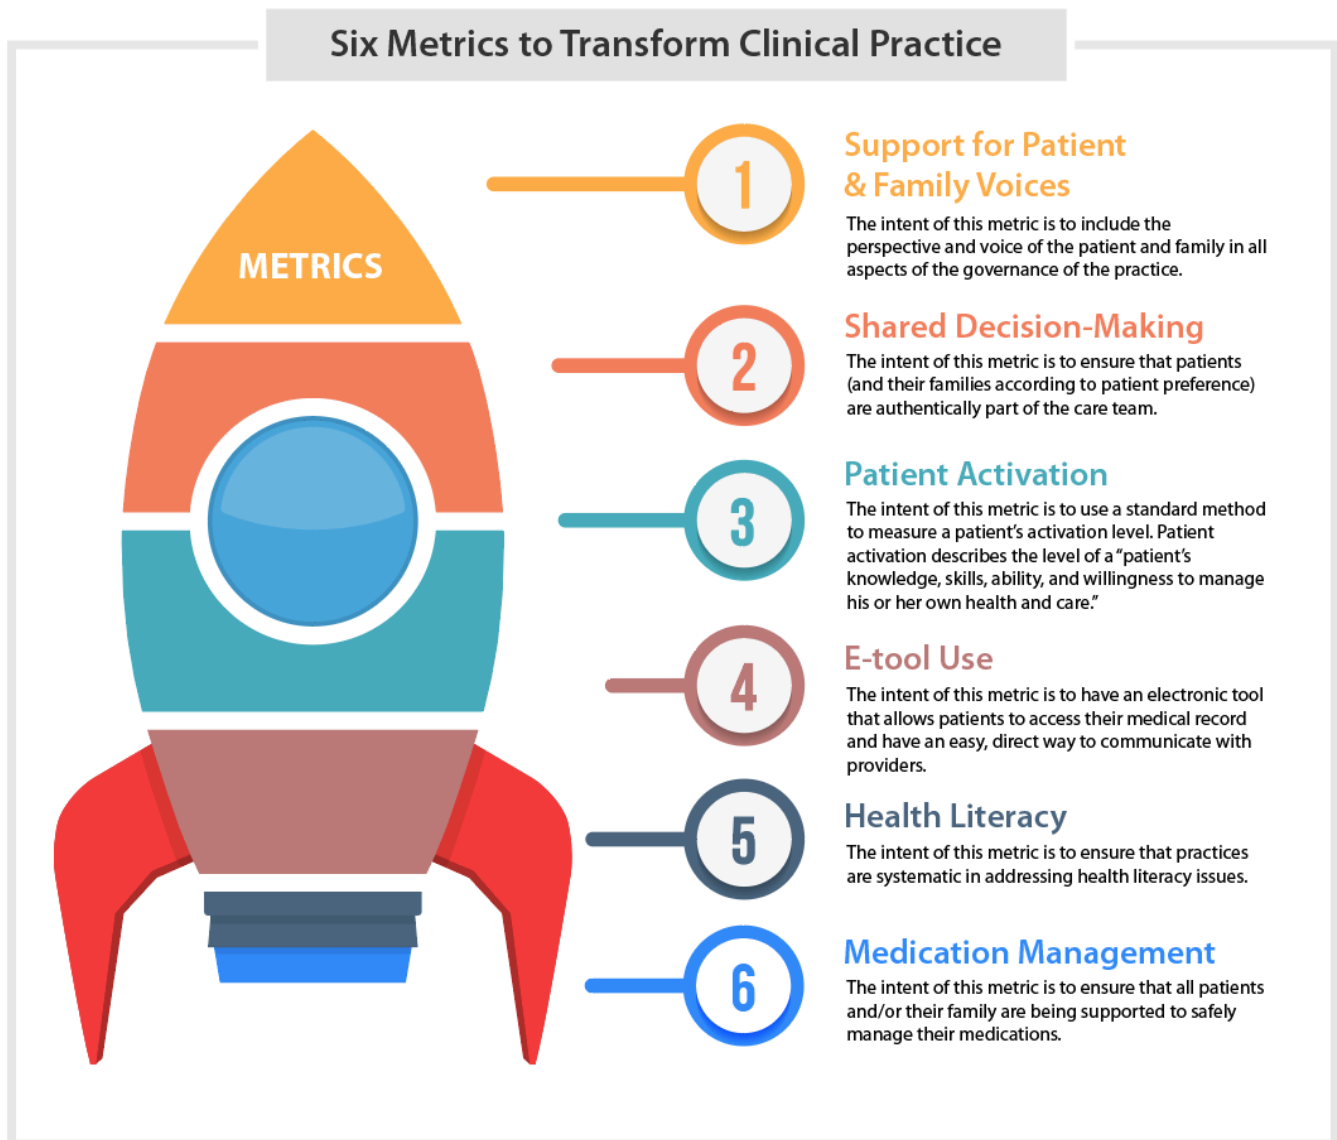 Six Metrics to Transform Clinical Practice
METRICS
1
Support for Patient
& Family Voices
The intent of this metric is to include the
perspective and voice of the patient and family in all
aspects of the governance of the practice.
2
Shared Decision-Making
The intent of this metric is to ensure that patients
(and their families according to patient preference)
are authentically part of the care team.
3
Patient Activation
The intent of this metric is to use a standard method
to measure a patient’s activation level. Patient
activation describes the level of a “patient’s
knowledge, skills, ability, and willingness to manage
his or her own health and care.”
4
E-tool Use
The intent of this metric is to have an electronic tool
that allows patients to access their medical record
and have an easy, direct way to communicate with
providers.
5
Health Literacy
The intent of this metric is to ensure that practices
are systematic in addressing health literacy issues.
6
Medication Management
The intent of this metric is to ensure that all patients
and/or their family are being supported to safely
manage their medications.